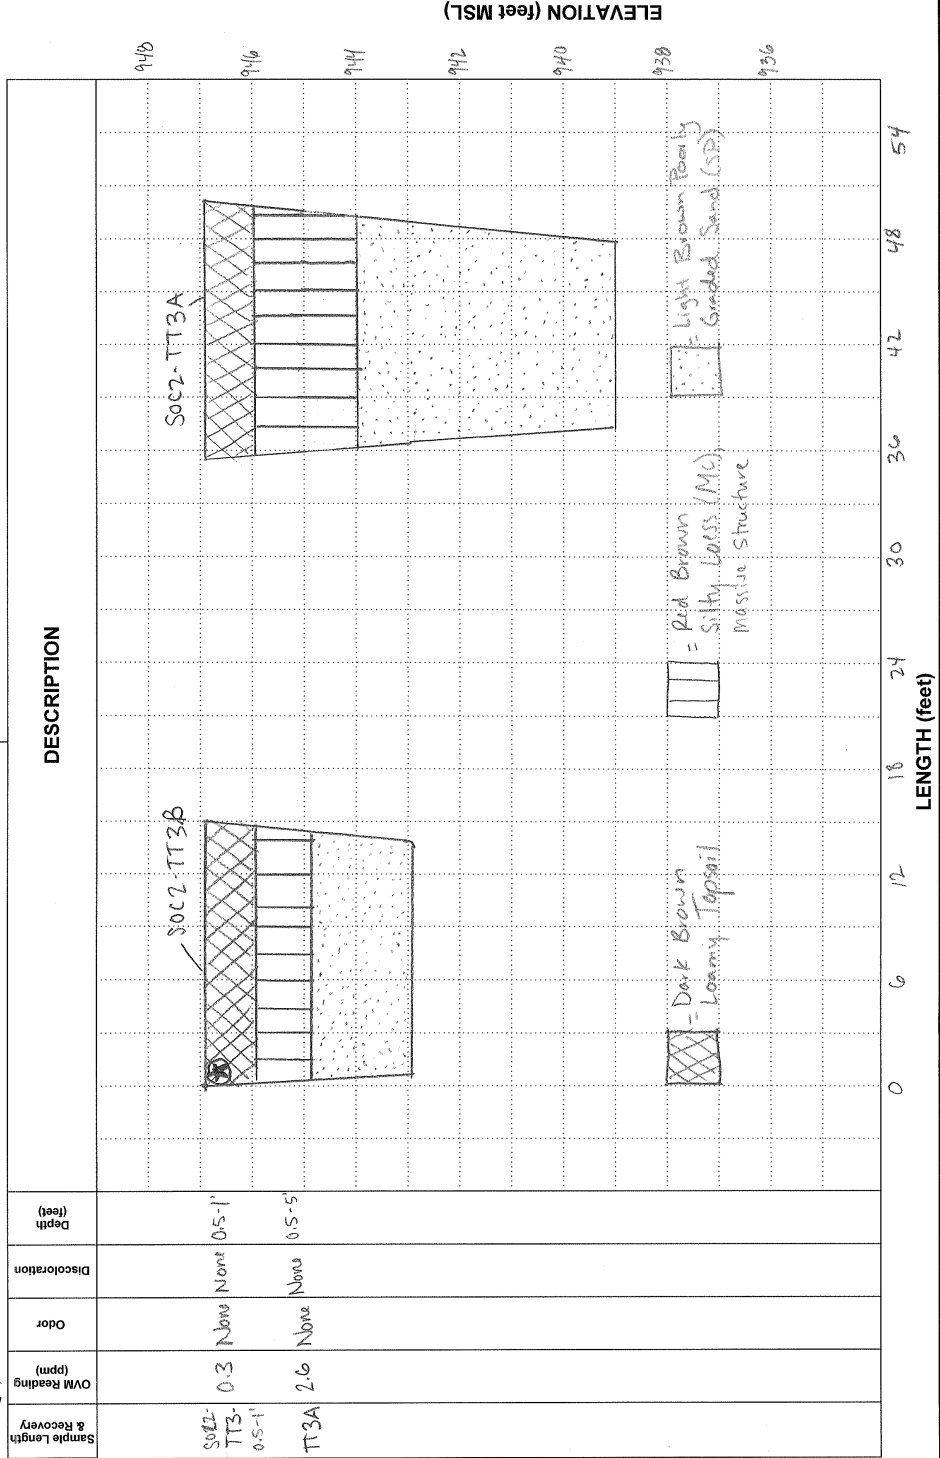 Sample Length
& Recovery
OVM Reading
(ppm)
Odor
Discoloration
Depth
(feet)
DESCRIPTION
ELEVATION (feet MSL)
SOC2-
TT3-
0.5-1'
0.3
None
None
0.5-1'
TT3A
2.6
None
None
0.5-5'
SOC2-TT3B
SOC2-TT3A
948
946
944
942
940
938
936
= Dark Brown
Loamy Topsoil
= Red Brown
Silty Loess (ML),
Massive Structure
= Light Brown Poorly
Graded Sand (SP)
0
6
12
18
24
30
36
42
48
54
LENGTH (feet)